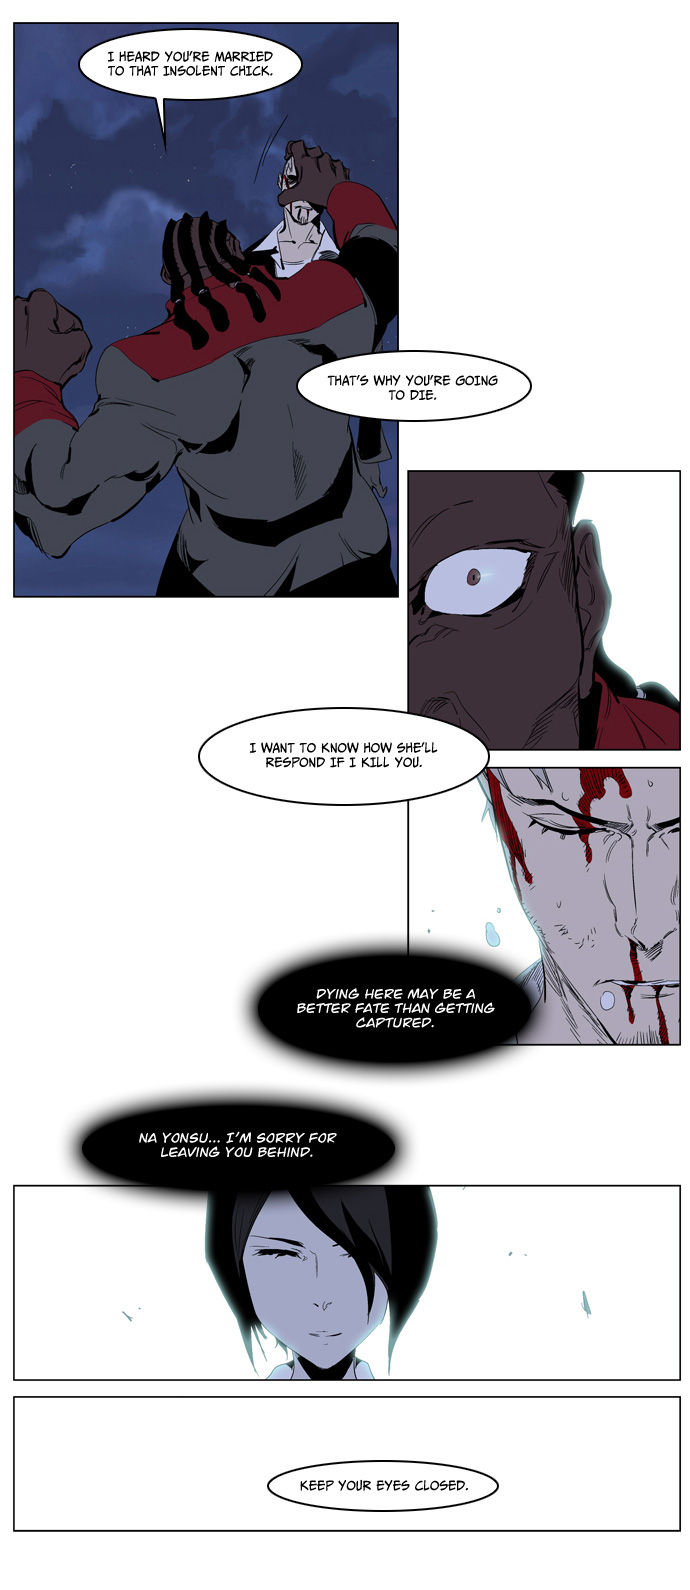 I HEARD YOU'RE MARRIED
TO THAT INSOLENT CHICK.
THAT'S WHY YOU'RE GOING
TO DIE.
I WANT TO KNOW HOW SHE'LL
RESPOND IF I KILL YOU.
DYING HERE MAY BE A
BETTER FATE THAN GETTING
CAPTURED.
NA YONSU... I'M SORRY FOR
LEAVING YOU BEHIND.
KEEP YOUR EYES CLOSED.